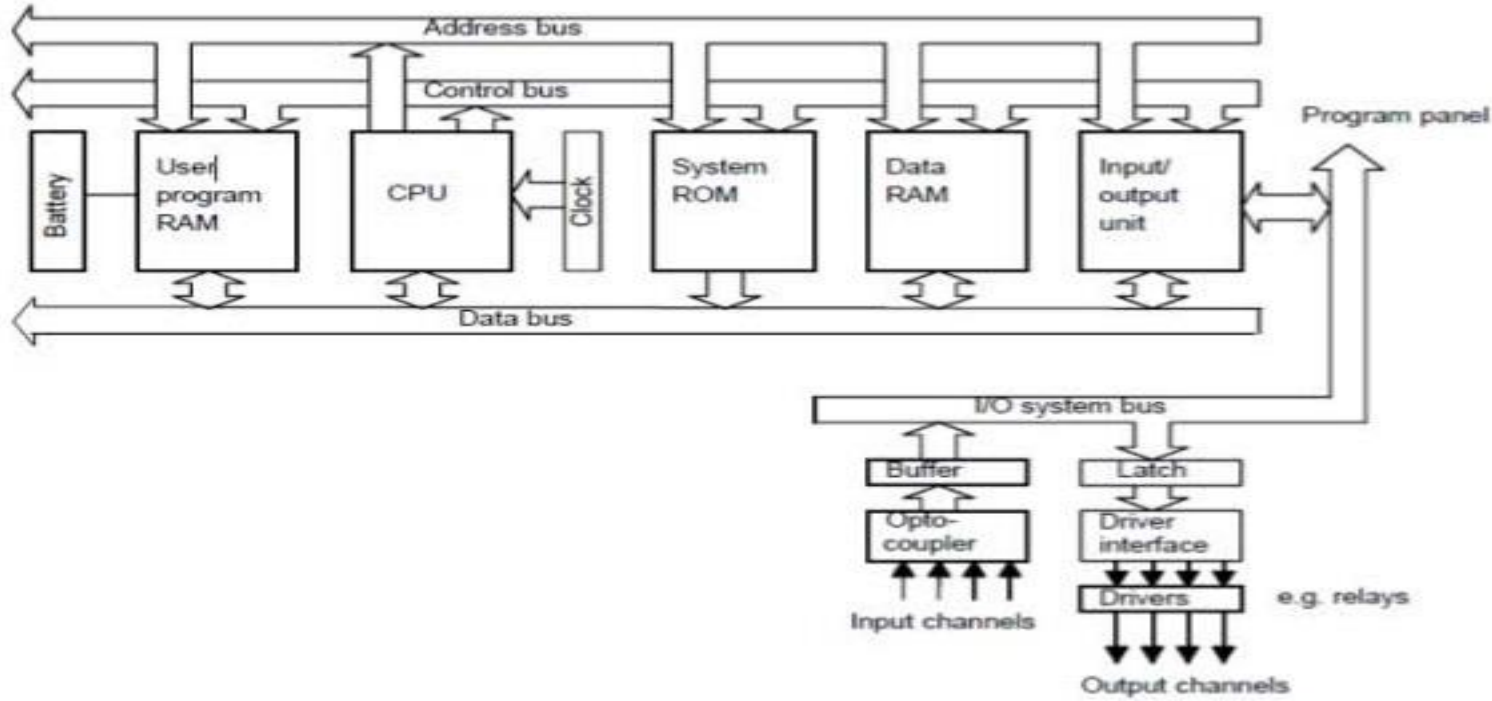 Address bus
Control bus
Program panel
Battery
User
program
RAM
CPU
Clock
System
ROM
Data
RAM
Input/
output
unit
Data bus
I/O system bus
Buffer
Latch
Opto-
coupler
Driver
interface
Drivers
e.g. relays
Input channels
Output channels